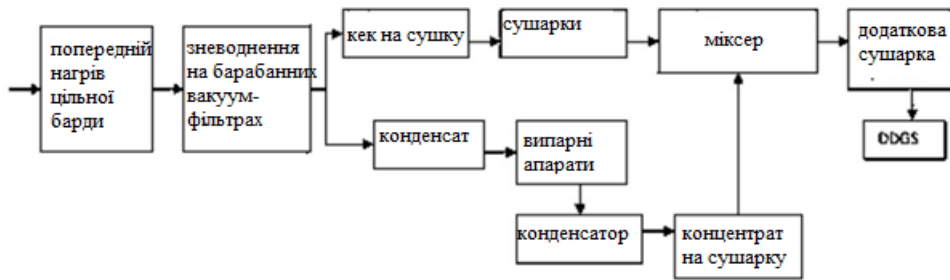 попередній
нагрів
цільної
барди
зневоднення
на барабанних
вакуум-
фільтрах
кек на сушку
сушарки
міксер
додаткова
сушарка
DDGS
конденсат
випарні
апарати
конденсатор
концентрат
на сушарку